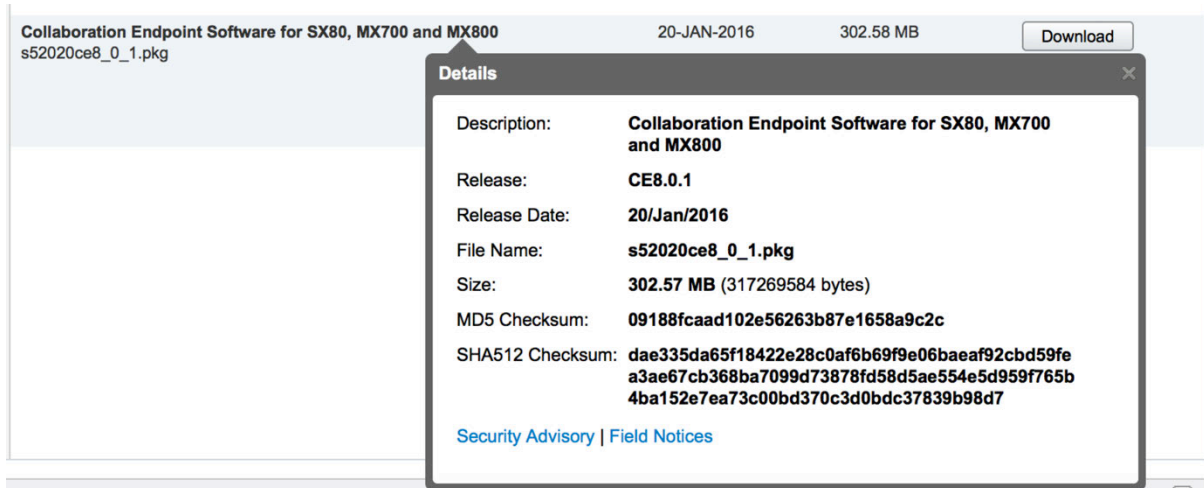 Collaboration Endpoint Software for SX80, MX700 and MX800 20-JAN-2016 302.58 MB Download
s52020ce8_0_1.pkg
Details
Description: Collaboration Endpoint Software for SX80, MX700
and MX800
Release: CE8.0.1
Release Date: 20/Jan/2016
File Name: s52020ce8_0_1.pkg
Size: 302.57 MB (317269584 bytes)
MD5 Checksum: 09188fcaad102e56263b87e1658a9c2c
SHA512 Checksum: dae335da65f18422e28c0af6b69f9e06baeaf92cbd59fe
a3ae67cb368ba7099d73878fd58d5ae554e5d959f765b
4ba152e7ea73c00bd370c3d0bdc37839b98d7
Security Advisory | Field Notices